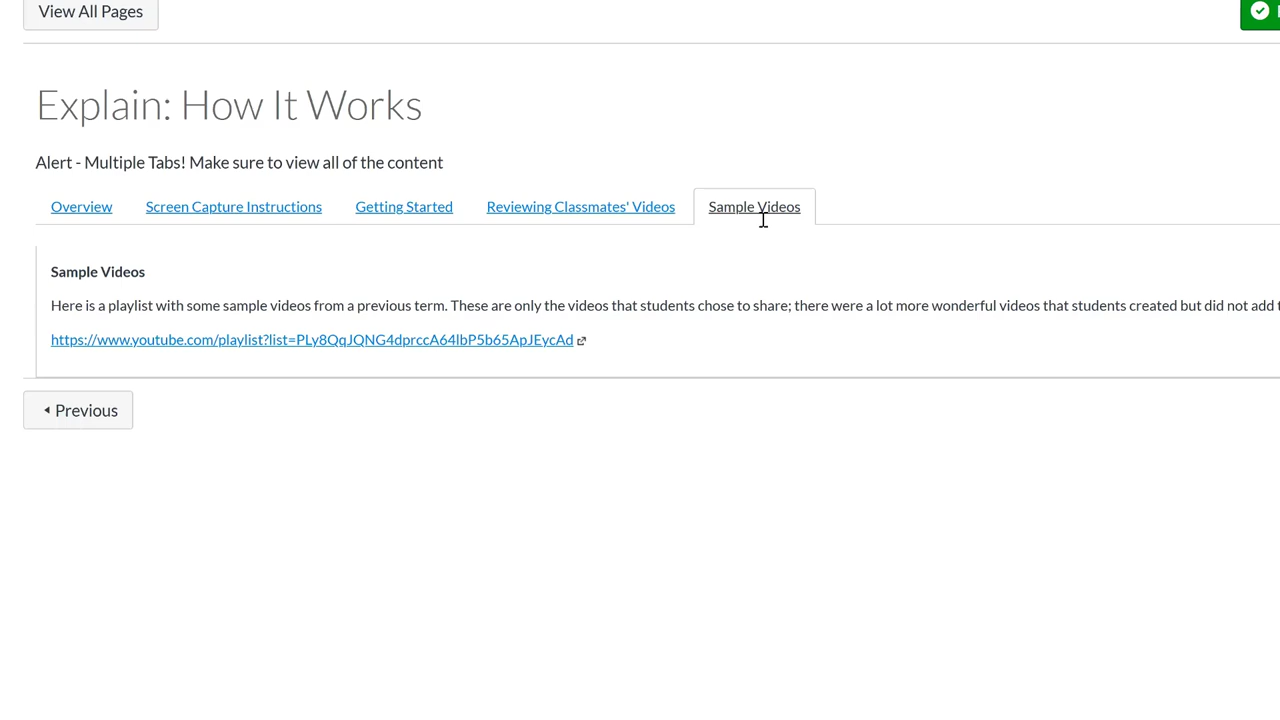 View All Pages
Explain: How It Works
Alert - Multiple Tabs! Make sure to view all of the content
Overview Screen Capture Instructions Getting Started Reviewing Classmates' Videos Sample Videos
Sample Videos
Here is a playlist with some sample videos from a previous term. These are only the videos that students chose to share; there were a lot more wonderful videos that students created but did not add
https://www.youtube.com/playlist?list=PLy8QqJQNG4dprccA64lbP5b65ApJEycAd
Previous